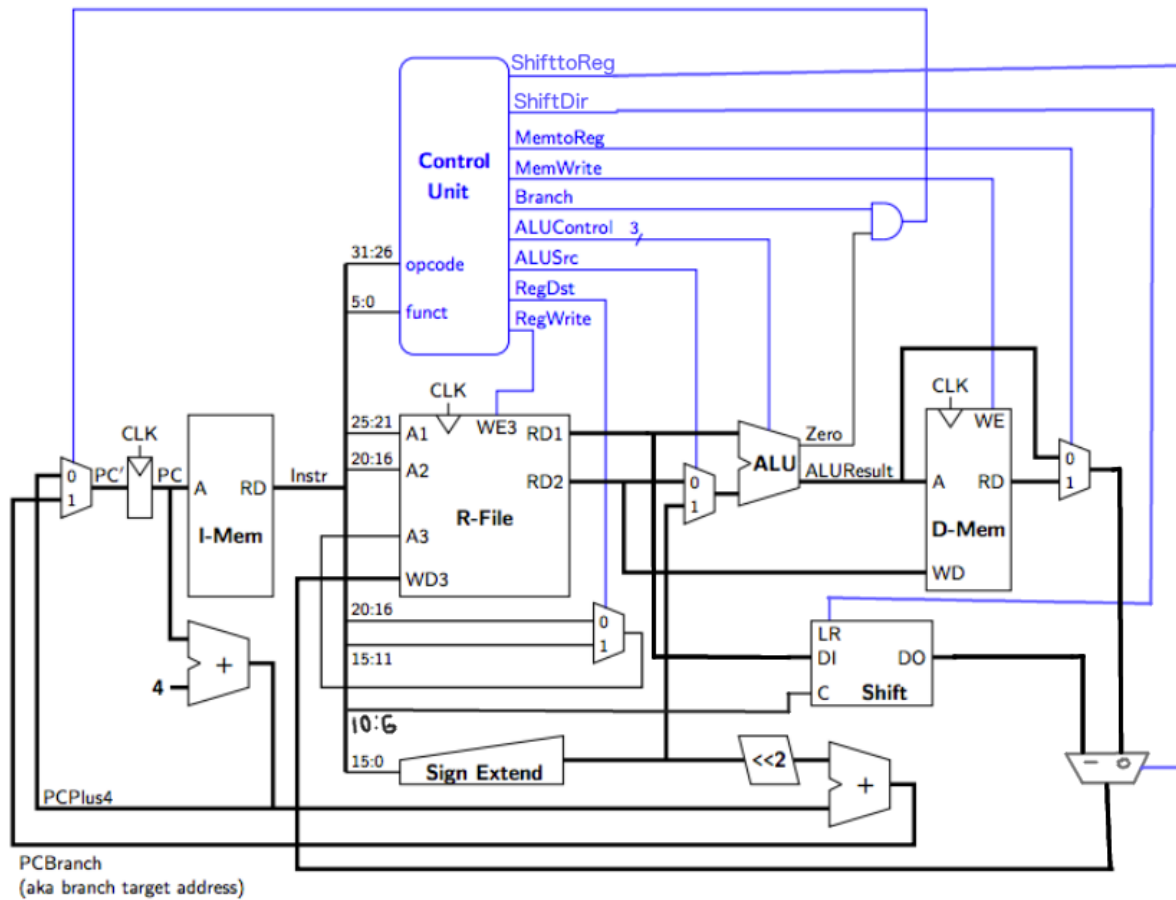 ShifttoReg
ShiftDir
MemtoReg
MemWrite
Branch
ALUControl 3
ALUSrc
RegDst
RegWrite
Control
Unit
31:26
opcode
5:0
funct
CLK
CLK
CLK
25:21
A1
WE3
RD1
20:16
A2
RD2
A3
WD3
R-File
0
1
PC′
PC
A
RD
I-Mem
Instr
0
1
ALU
Zero
ALUResult
WE
A
RD
D-Mem
WD
0
1
20:16
15:11
0
1
LR
DI
DO
C
Shift
+
4
10:6
15:0
Sign Extend
<<2
+
1 0
PCPlus4
PCBranch
(aka branch target address)